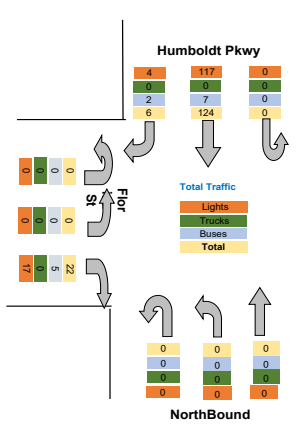 Humboldt Pkwy
4 117 0
0 0 0
2 7 0
6 124 0
0 0 0 0
Flor St
0 0 0 0
17 0 5 22
Total Traffic
Lights
Trucks
Buses
Total
0 0 0
0 0 0
0 0 0
0 0 0
NorthBound